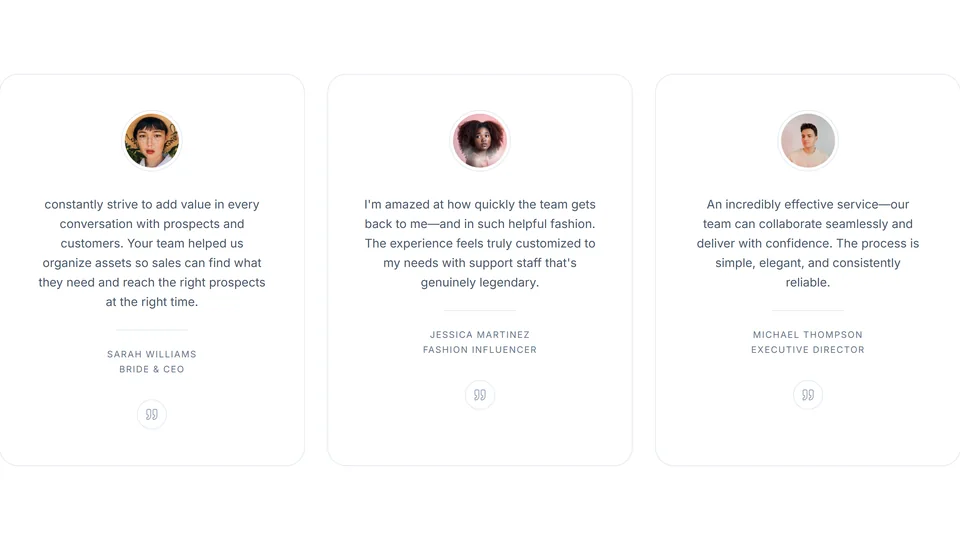 constantly strive to add value in every
conversation with prospects and
customers. Your team helped us
organize assets so sales can find what
they need and reach the right prospects
at the right time.
SARAH WILLIAMS
BRIDE & CEO
I'm amazed at how quickly the team gets
back to me—and in such helpful fashion.
The experience feels truly customized to
my needs with support staff that's
genuinely legendary.
JESSICA MARTINEZ
FASHION INFLUENCER
An incredibly effective service—our
team can collaborate seamlessly and
deliver with confidence. The process is
simple, elegant, and consistently
reliable.
MICHAEL THOMPSON
EXECUTIVE DIRECTOR